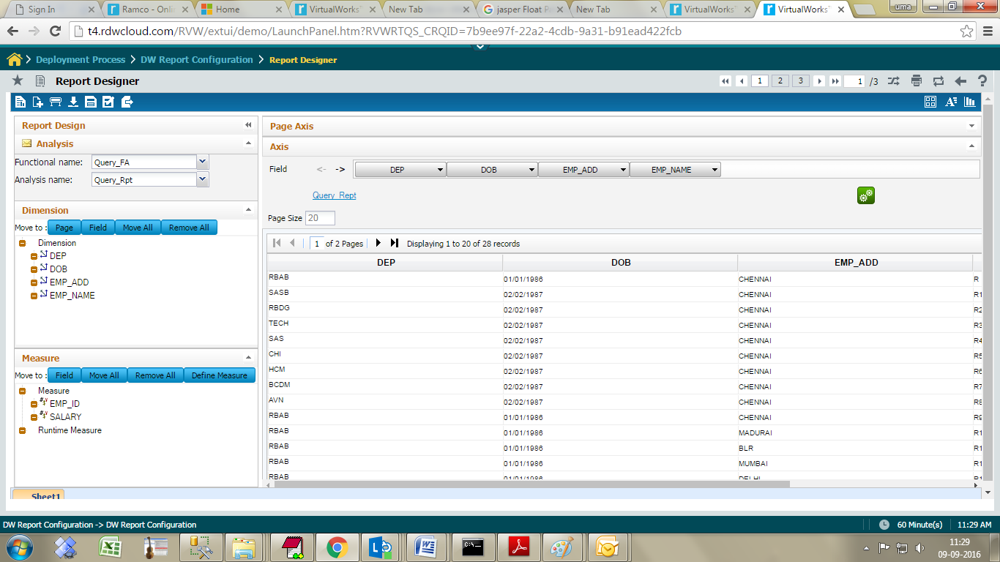 Sign In
Ramco - Onli
Home
VirtualWorks
New Tab
jasper Float P
New Tab
VirtualWorks
VirtualWorks
uma
t4.rdwcloud.com/RVW/extui/demo/LaunchPanel.htm?RVWRTQS_CRQID=7b9ee97f-22a2-4cdb-9a31-b91ead422fcb
Deployment Process > DW Report Configuration > Report Designer
Report Designer
1 2 3 1 /3
Report Design
Analysis
Functional name: Query_FA
Analysis name: Query_Rpt
Dimension
Move to : Page Field Move All Remove All
Dimension
DEP
DOB
EMP_ADD
EMP_NAME
Measure
Move to : Field Move All Remove All Define Measure
Measure
EMP_ID
SALARY
Runtime Measure
Sheet1
Page Axis
Axis
Field <- -> DEP DOB EMP_ADD EMP_NAME
Query_Rept
Page Size 20
1 of 2 Pages Displaying 1 to 20 of 28 records
DEP DOB EMP_ADD
RBAB 01/01/1986 CHENNAI R
SASB 02/02/1987 CHENNAI R1
RBDG 02/02/1987 CHENNAI R2
TECH 02/02/1987 CHENNAI R3
SAS 02/02/1987 CHENNAI R4
CHI 02/02/1987 CHENNAI R5
HCM 02/02/1987 CHENNAI R6
BCDM 02/02/1987 CHENNAI R7
AVN 02/02/1987 CHENNAI R8
RBAB 01/01/1986 CHENNAI R9
RBAB 01/01/1986 MADURAI R1
RBAB 01/01/1986 BLR R1
RBAB 01/01/1986 MUMBAI R1
RBAB 01/01/1986 DELHI R1
DW Report Configuration -> DW Report Configuration
60 Minute(s) 11:29 AM
11:29
09-09-2016